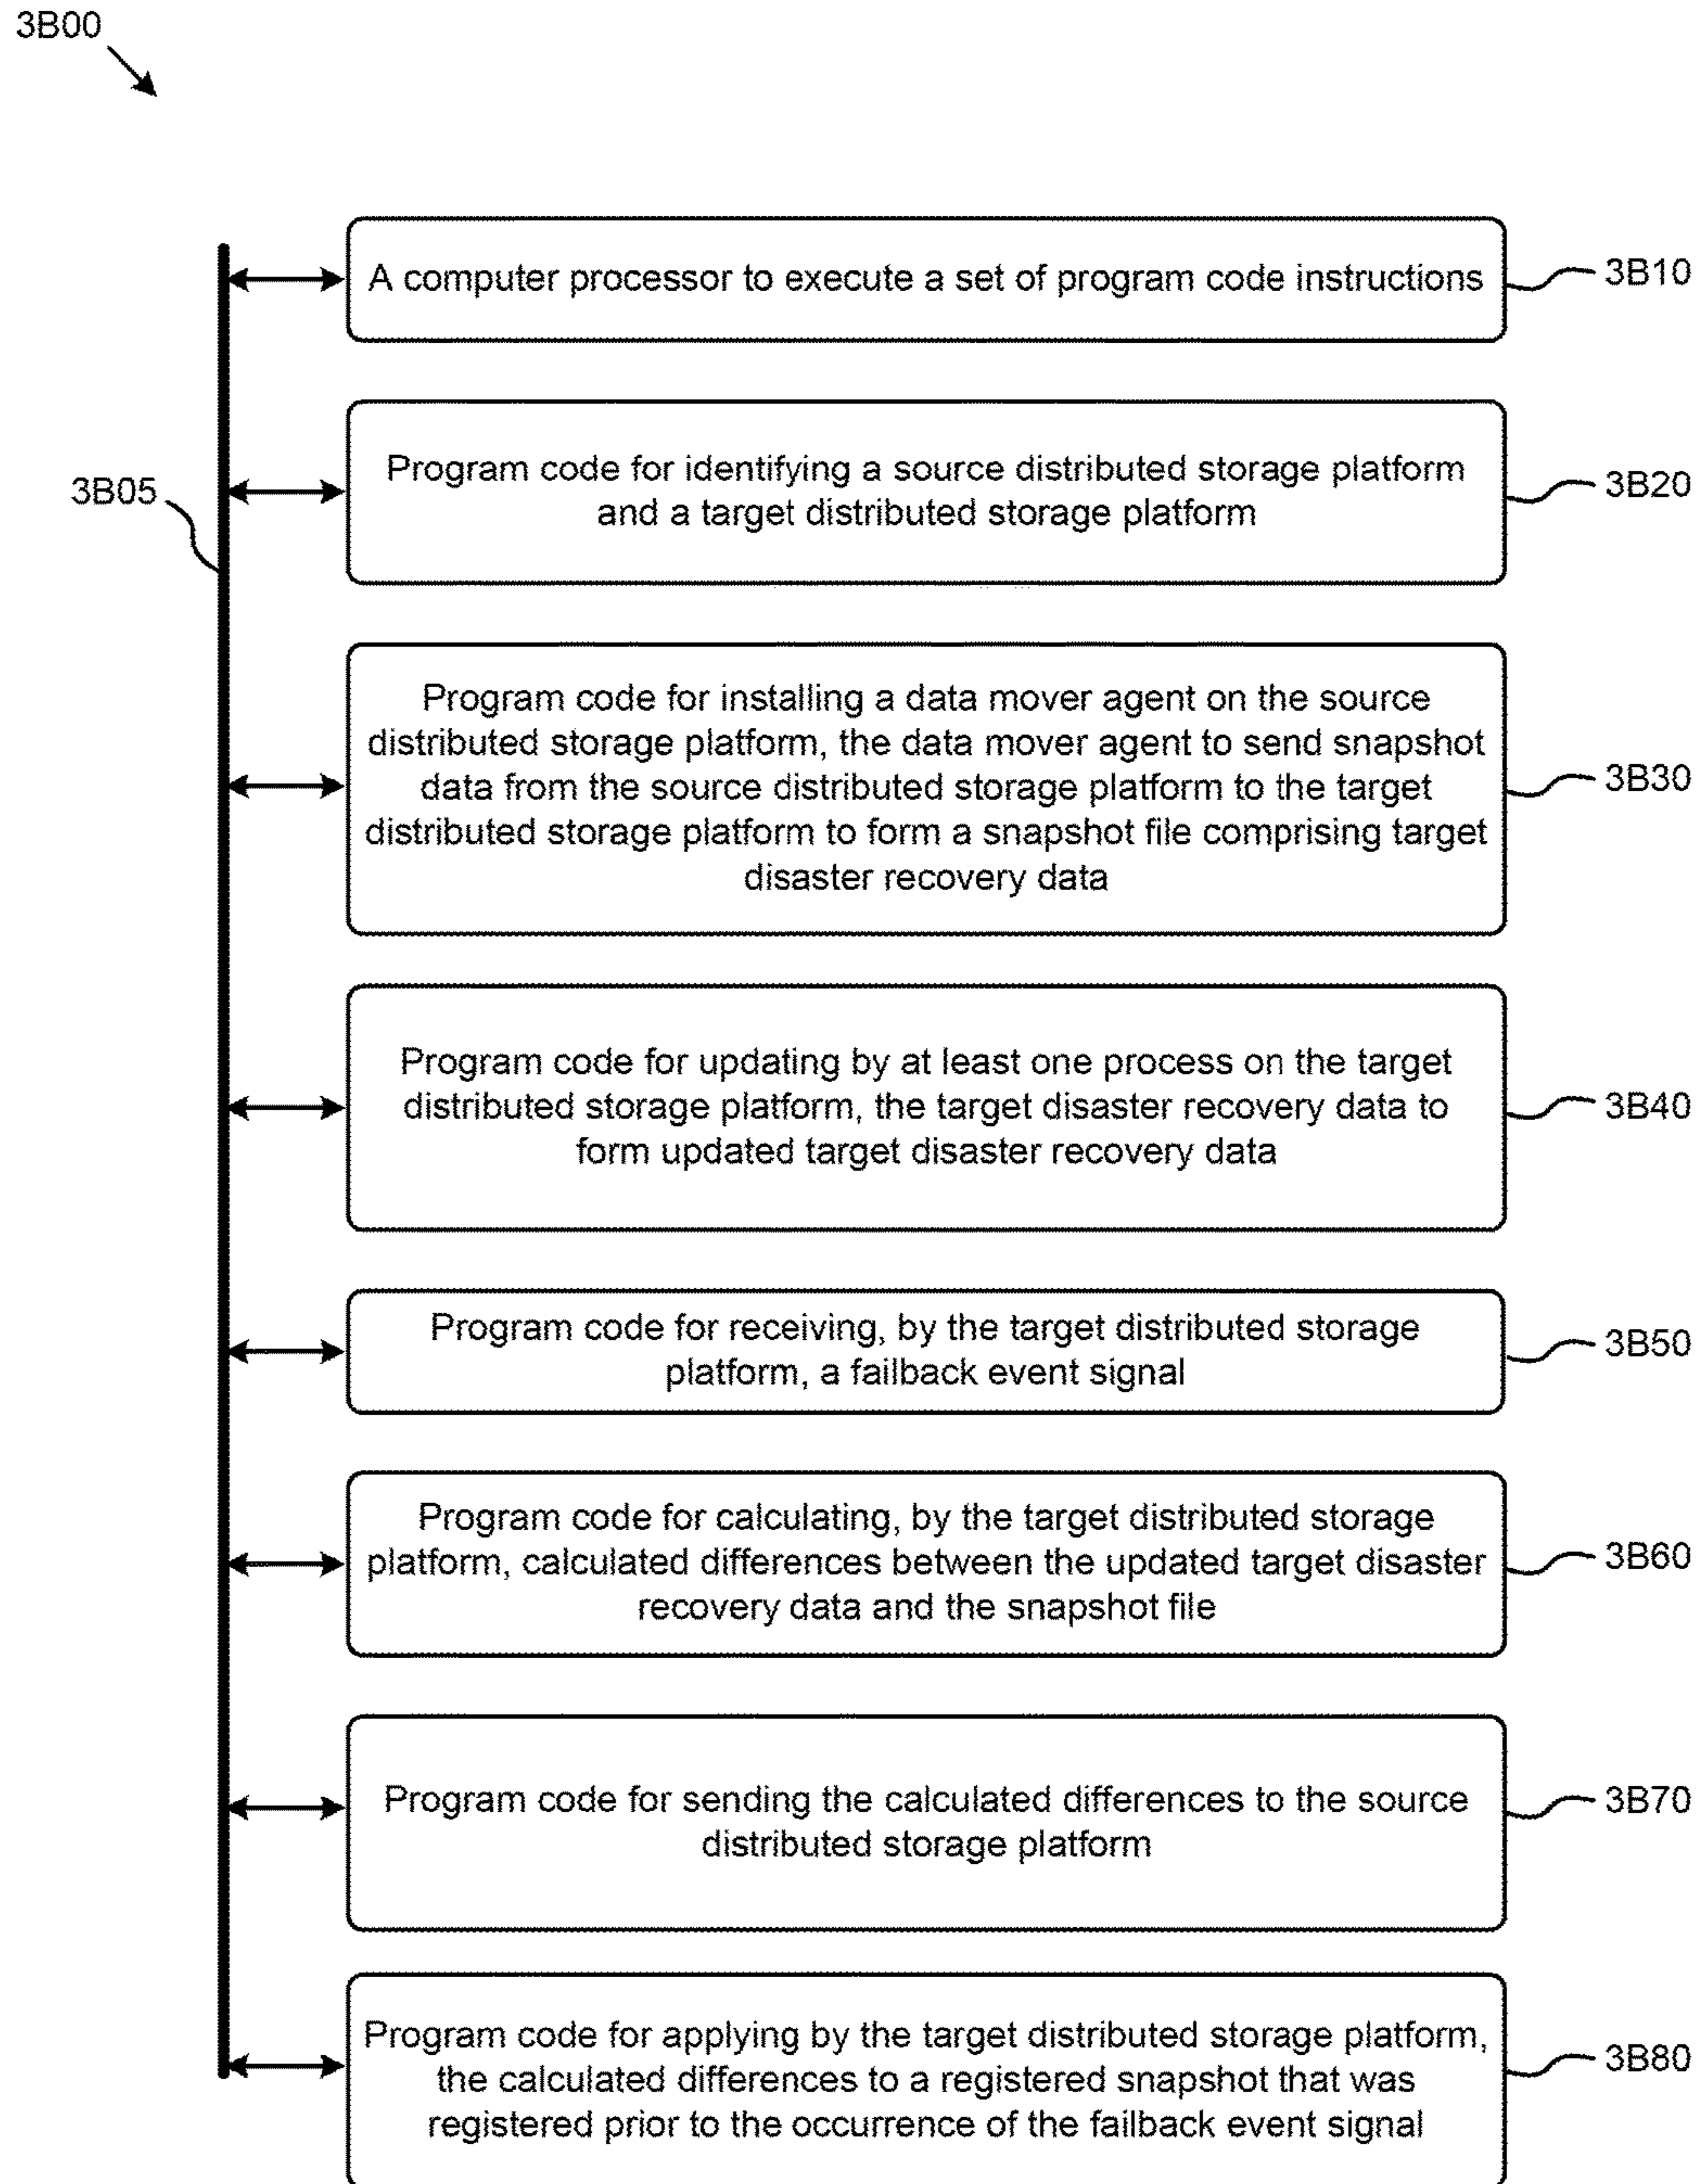 3B00
A computer processor to execute a set of program code instructions
3B10
Program code for identifying a source distributed storage platform
and a target distributed storage platform
3B20
3B05
Program code for installing a data mover agent on the source
distributed storage platform, the data mover agent to send snapshot
data from the source distributed storage platform to the target
distributed storage platform to form a snapshot file comprising target
disaster recovery data
3B30
Program code for updating by at least one process on the target
distributed storage platform, the target disaster recovery data to
form updated target disaster recovery data
3B40
Program code for receiving, by the target distributed storage
platform, a failback event signal
3B50
Program code for calculating, by the target distributed storage
platform, calculated differences between the updated target disaster
recovery data and the snapshot file
3B60
Program code for sending the calculated differences to the source
distributed storage platform
3B70
Program code for applying by the target distributed storage platform,
the calculated differences to a registered snapshot that was
registered prior to the occurrence of the failback event signal
3B80